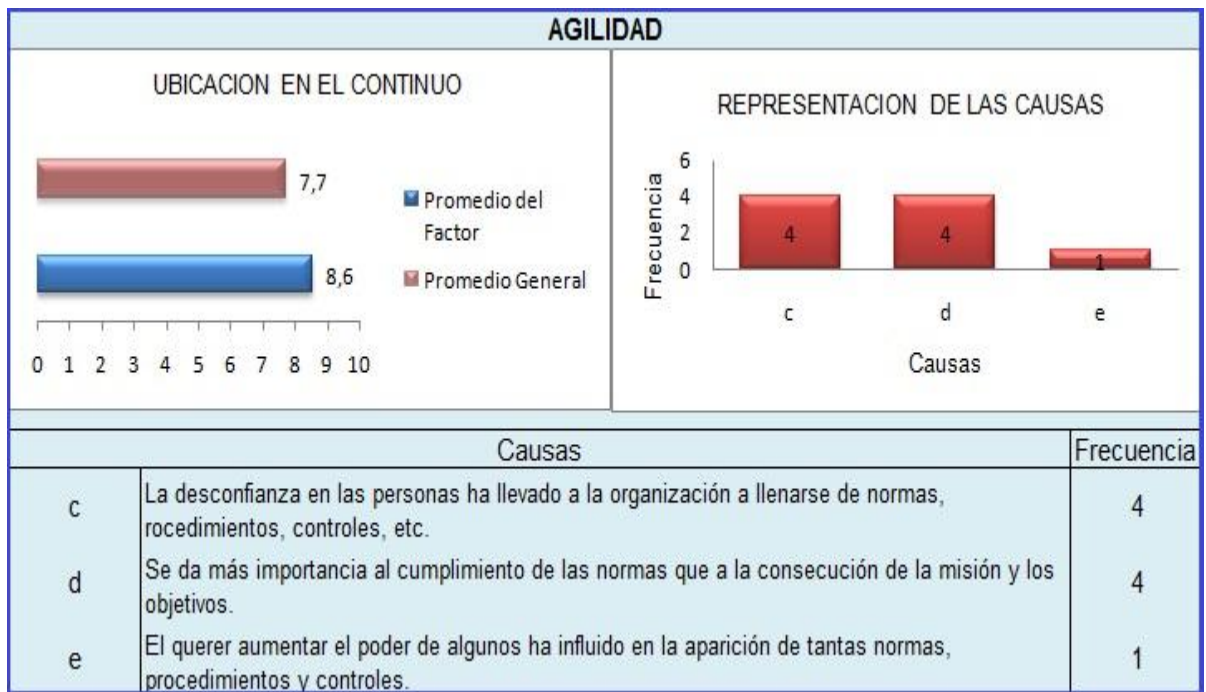 AGILIDAD
UBICACION EN EL CONTINUO
7,7
8,6
Promedio del
Factor
Promedio General
0 1 2 3 4 5 6 7 8 9 10
REPRESENTACION DE LAS CAUSAS
Frecuencia
6
4
2
0
4
4
1
c d e
Causas
Causas Frecuencia
c La desconfianza en las personas ha llevado a la organización a llenarse de normas, 4
rocedimientos, controles, etc.
d Se da más importancia al cumplimiento de las normas que a la consecución de la misión y los 4
objetivos.
e El querer aumentar el poder de algunos ha influido en la aparición de tantas normas, 1
procedimientos y controles.